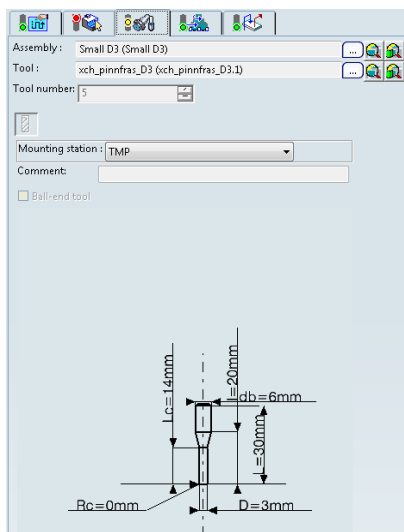 Assembly : Small D3 (Small D3) ...
Tool : xch_pinnfras_D3 (xch_pinnfras_D3.1) ...
Tool number: 5
Mounting station : TMP
Comment:
Ball-end tool
Lc=14mm
l=20mm
db=6mm
L=30mm
Rc=0mm
D=3mm